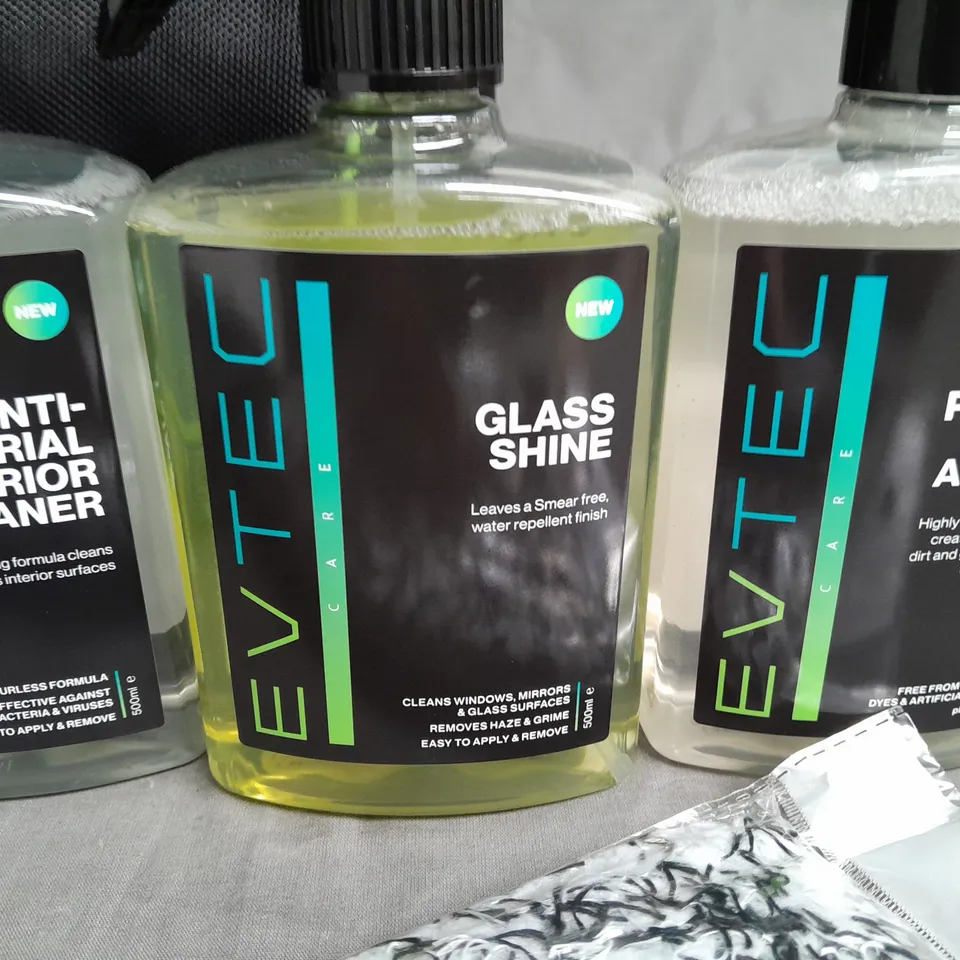 NEW
NTI-
RIAL
RIOR
ANER
g formula cleans
s interior surfaces
URLESS FORMULA
FFECTIVE AGAINST
ACTERIA & VIRUSES
TO APPLY & REMOVE
500ml e
EVTEC
CARE
NEW
GLASS
SHINE
Leaves a Smear free,
water repellent finish
CLEANS WINDOWS, MIRRORS
& GLASS SURFACES
REMOVES HAZE & GRIME
EASY TO APPLY & REMOVE
500ml e
EVTEC
CARE
A
Highly
crea
dirt and
FREE FROM
DYES & ARTIFICIA